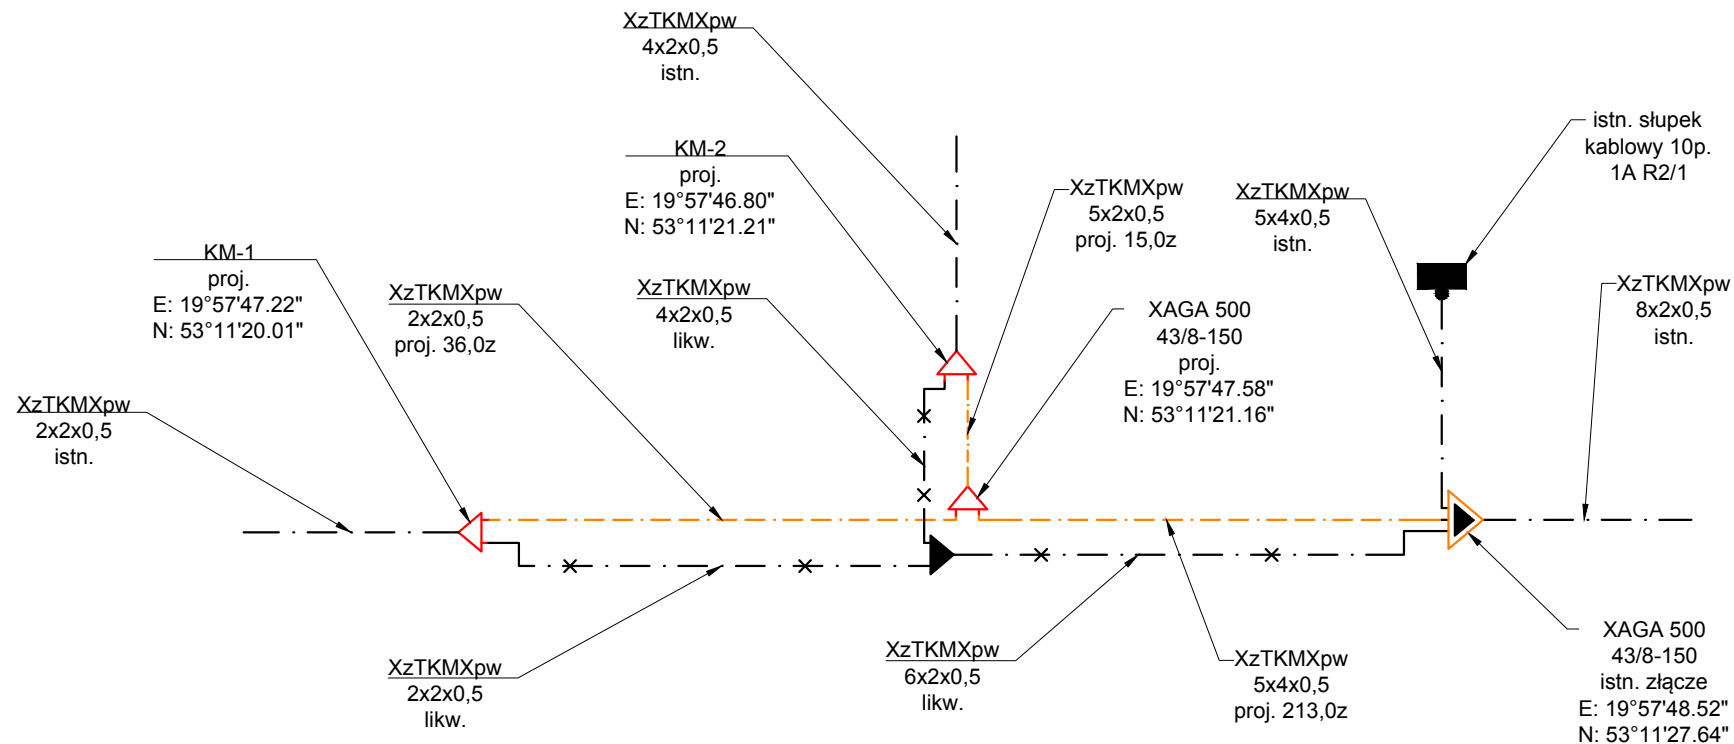 XzTKMXpw
4x2x0,5
istn.
KM-2
proj.
E: 19°57'46.80"
N: 53°11'21.21"
istn. słupek
kablowy 10p.
1A R2/1
XzTKMXpw
5x2x0,5
proj. 15,0z
XzTKMXpw
5x4x0,5
istn.
KM-1
proj.
E: 19°57'47.22"
N: 53°11'20.01"
XzTKMXpw
2x2x0,5
proj. 36,0z
XzTKMXpw
4x2x0,5
likw.
XAGA 500
43/8-150
proj.
E: 19°57'47.58"
N: 53°11'21.16"
XzTKMXpw
8x2x0,5
istn.
XzTKMXpw
2x2x0,5
istn.
XzTKMXpw
2x2x0,5
likw.
XzTKMXpw
6x2x0,5
likw.
XzTKMXpw
5x4x0,5
proj. 213,0z
XAGA 500
43/8-150
istn. złącze
E: 19°57'48.52"
N: 53°11'27.64"